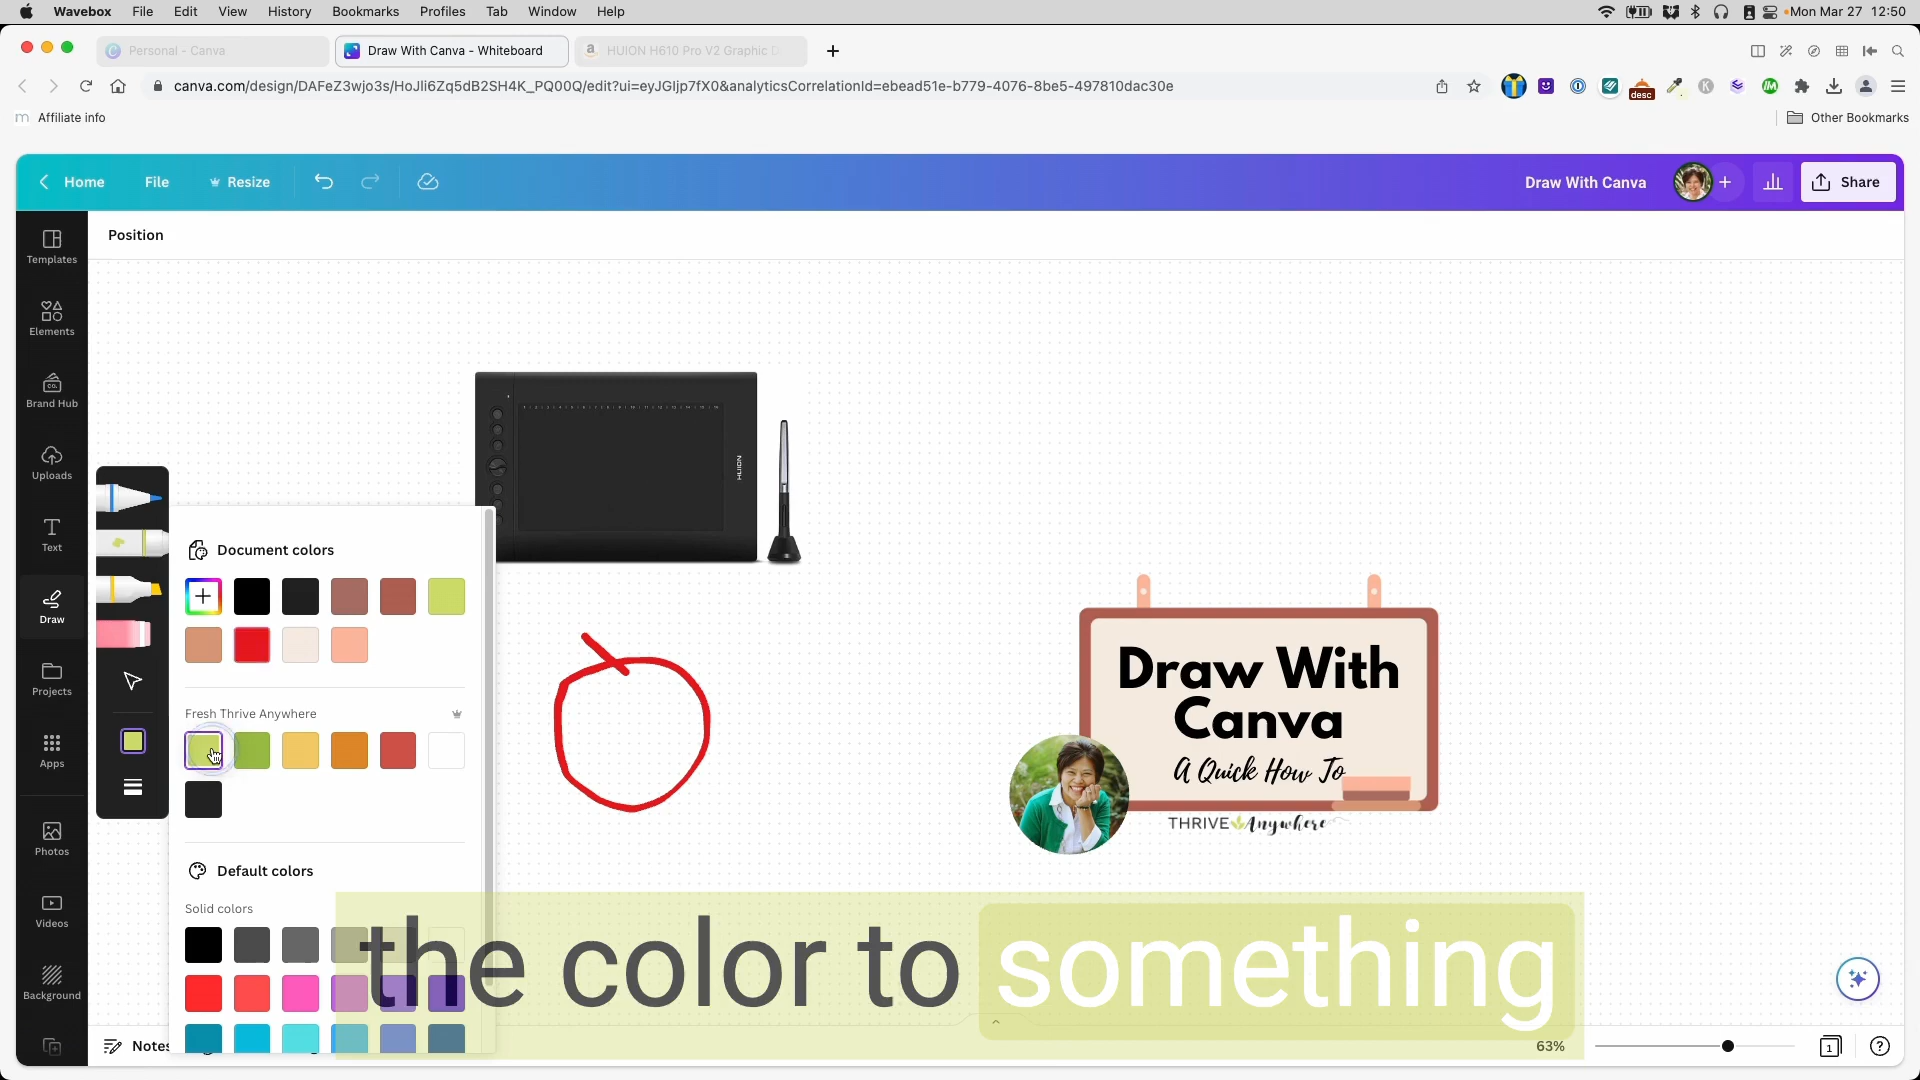 Wavebox File Edit View History Bookmarks Profiles Tab Window Help Mon Mar 27 12:50
Personal - Canva Draw With Canva - Whiteboard HUION H610 Pro V2 Graphic D
canva.com/design/DAFeZ3wjo3s/HoJli6Zq5dB2SH4K_PQ00Q/edit?ui=eyJGIjp7fX0&analyticsCorrelationId=ebead51e-b779-4076-8be5-497810dac30e
desc
Affiliate info Other Bookmarks
Home File Resize Draw With Canva Share
Position
Templates
Elements
Brand Hub
Uploads
Text
Draw
Projects
Apps
Photos
Videos
Background
HUION
Document colors
Fresh Thrive Anywhere
Default colors
Solid colors
Draw With
Canva
A Quick How To
THRIVE Anywhere
the color to something
Notes 63% 1